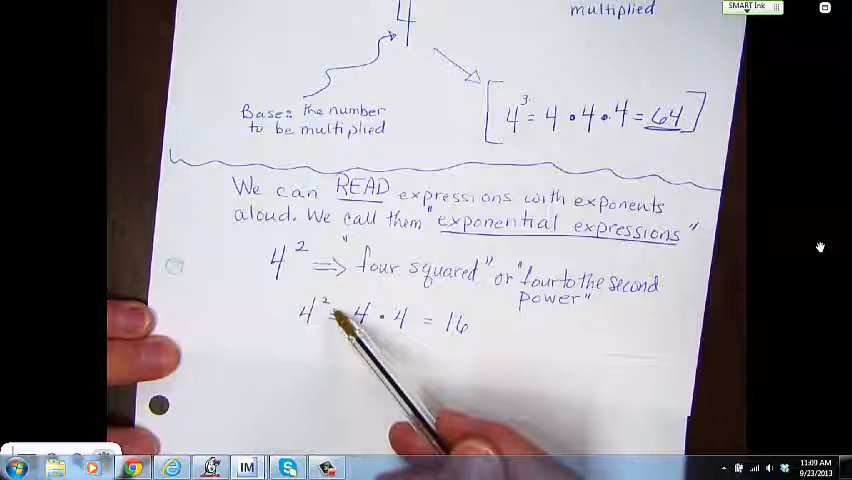 SMART Ink
4
multiplied
Base: the number
to be multiplied
[4³ = 4 • 4 • 4 = 64]
We can READ expressions with exponents
aloud. We call them "exponential expressions"
4² => "four squared" or "four to the second
power"
4² = 4 • 4 = 16
IM
11:09 AM
9/23/2013